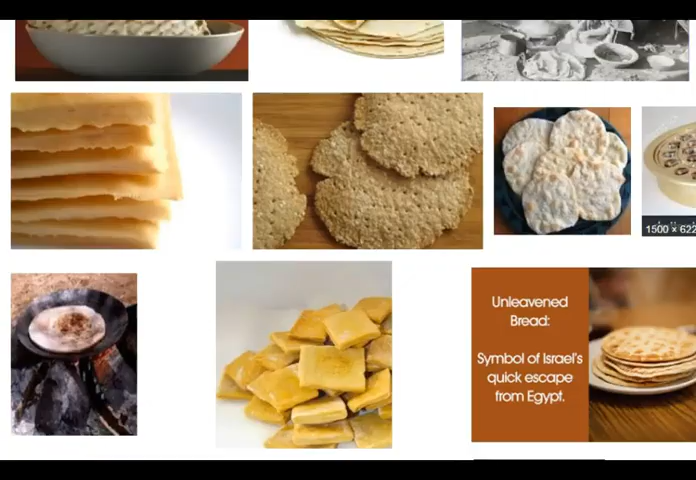 1500 × 622
Unleavened
Bread:
Symbol of Israel's
quick escape
from Egypt.